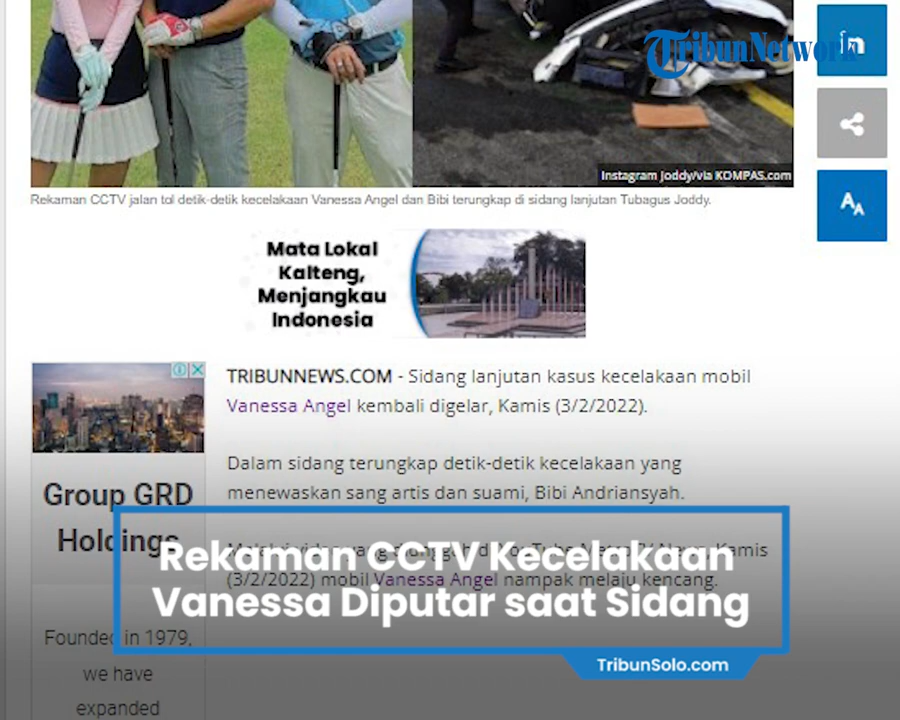 TribunNetwork
in
Instagram Joddy/via KOMPAS.com
Rekaman CCTV jalan tol detik-detik kecelakaan Vanessa Angel dan Bibi terungkap di sidang lanjutan Tubagus Joddy.
AA
Mata Lokal
Kalteng,
Menjangkau
Indonesia
TRIBUNNEWS.COM - Sidang lanjutan kasus kecelakaan mobil
Vanessa Angel kembali digelar, Kamis (3/2/2022).
Dalam sidang terungkap detik-detik kecelakaan yang
menewaskan sang artis dan suami, Bibi Andriansyah.
Kamis
(3/2/2022) mobil Vanessa Angel nampak melaju kencang.
Group GRD
Holdings
Founded in 1979,
we have
expanded
Rekaman CCTV Kecelakaan
Vanessa Diputar saat Sidang
TribunSolo.com